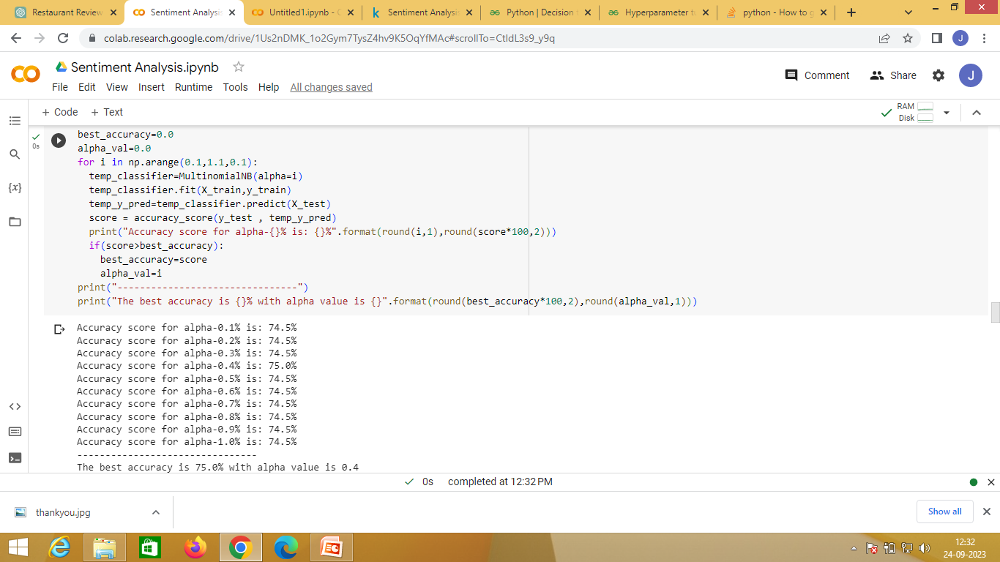 Restaurant Review
Sentiment Analysis
Untitled1.ipynb - C
Sentiment Analysis
Python | Decision
Hyperparameter tu
python - How to g
colab.research.google.com/drive/1Us2nDMK_1o2Gym7TysZ4hv9K5OqYfMAc#scrollTo=CtIdL3s9_y9q
J
Sentiment Analysis.ipynb
File Edit View Insert Runtime Tools Help All changes saved
Comment Share J
+ Code + Text
RAM
Disk
0s
{x}
best_accuracy=0.0
alpha_val=0.0
for i in np.arange(0.1,1.1,0.1):
  temp_classifier=MultinomialNB(alpha=i)
  temp_classifier.fit(X_train,y_train)
  temp_y_pred=temp_classifier.predict(X_test)
  score = accuracy_score(y_test , temp_y_pred)
  print("Accuracy score for alpha-{}% is: {}%".format(round(i,1),round(score*100,2)))
  if(score>best_accuracy):
    best_accuracy=score
    alpha_val=i
print("--------------------------------")
print("The best accuracy is {}% with alpha value is {}".format(round(best_accuracy*100,2),round(alpha_val,1)))
Accuracy score for alpha-0.1% is: 74.5%
Accuracy score for alpha-0.2% is: 74.5%
Accuracy score for alpha-0.3% is: 74.5%
Accuracy score for alpha-0.4% is: 75.0%
Accuracy score for alpha-0.5% is: 74.5%
Accuracy score for alpha-0.6% is: 74.5%
Accuracy score for alpha-0.7% is: 74.5%
Accuracy score for alpha-0.8% is: 74.5%
Accuracy score for alpha-0.9% is: 74.5%
Accuracy score for alpha-1.0% is: 74.5%
--------------------------------
The best accuracy is 75.0% with alpha value is 0.4
0s completed at 12:32 PM
thankyou.jpg
Show all
12:32
24-09-2023